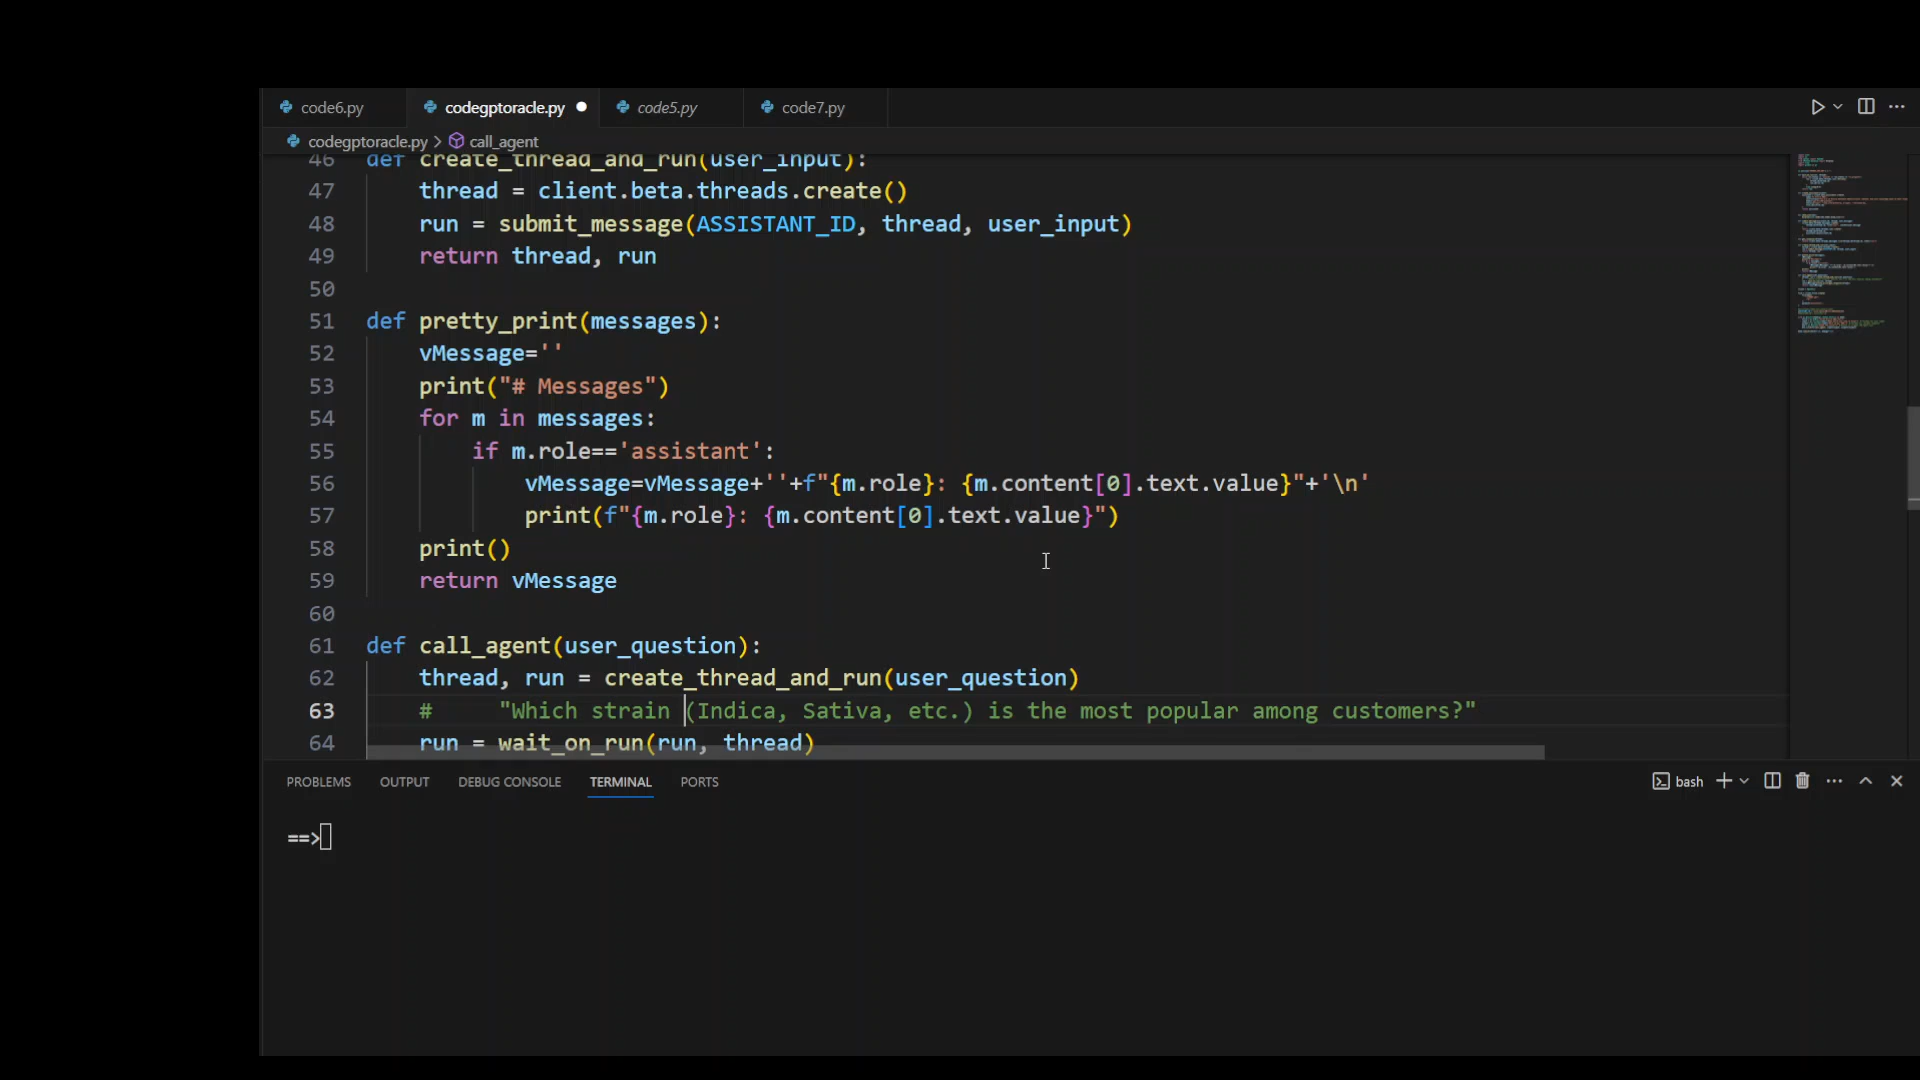 code6.py codegptoracle.py code5.py code7.py
codegptoracle.py > call_agent
46 def create_thread_and_run(user_input):
47 thread = client.beta.threads.create()
48 run = submit_message(ASSISTANT_ID, thread, user_input)
49 return thread, run
50
51 def pretty_print(messages):
52 vMessage=''
53 print("# Messages")
54 for m in messages:
55 if m.role=='assistant':
56 vMessage=vMessage+''+f"{m.role}: {m.content[0].text.value}"+'\n'
57 print(f"{m.role}: {m.content[0].text.value}")
58 print()
59 return vMessage
60
61 def call_agent(user_question):
62 thread, run = create_thread_and_run(user_question)
63 # "Which strain (Indica, Sativa, etc.) is the most popular among customers?"
64 run = wait_on_run(run, thread)
PROBLEMS OUTPUT DEBUG CONSOLE TERMINAL PORTS bash
==>